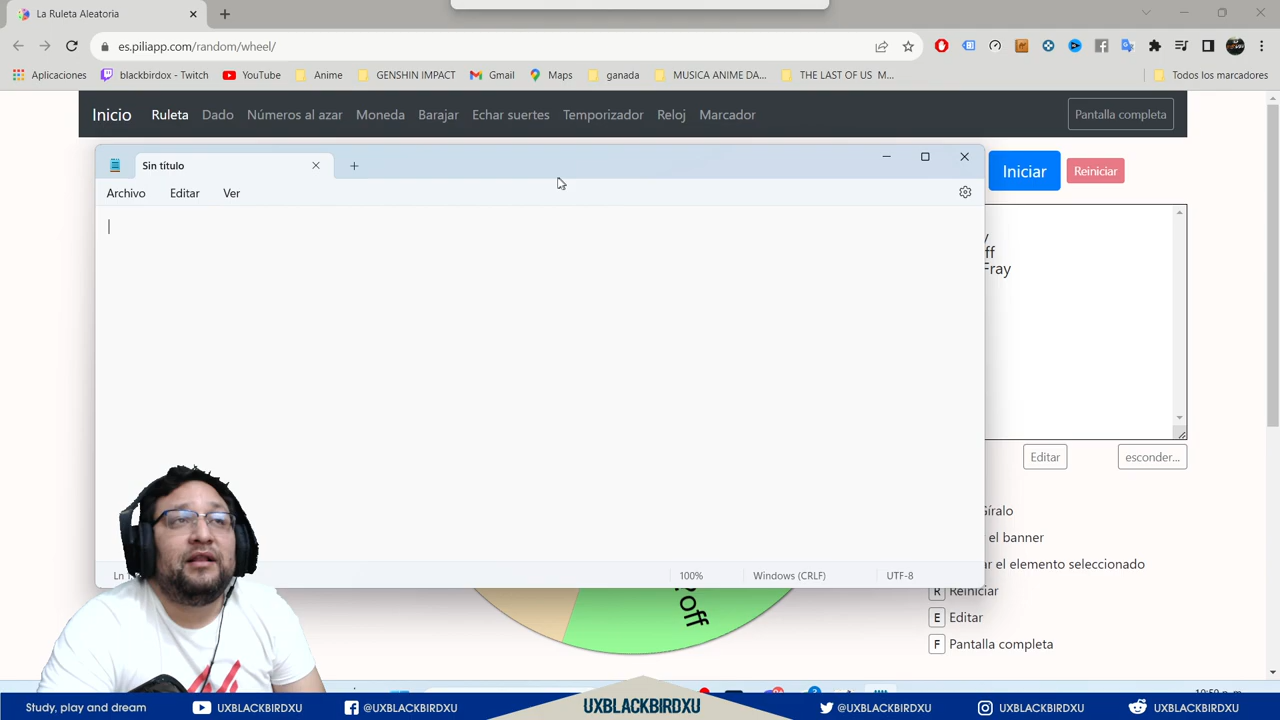 La Ruleta Aleatoria
es.piliapp.com/random/wheel/
Aplicaciones blackbirdox - Twitch YouTube Anime GENSHIN IMPACT Gmail Maps ganada MUSICA ANIME DA... THE LAST OF US M... Todos los marcadores
Inicio Ruleta Dado Números al azar Moneda Barajar Echar suertes Temporizador Reloj Marcador Pantalla completa
Sin título
Iniciar Reiniciar
Archivo Editar Ver
ff
Fray
Editar esconder...
Gíralo
el banner
ar el elemento seleccionado
R Reiniciar
E Editar
F Pantalla completa
Ln
100% Windows (CRLF) UTF-8
off
Study, play and dream UXBLACKBIRDXU @UXBLACKBIRDXU UXBLACKBIRDXU @UXBLACKBIRDXU UXBLACKBIRDXU UXBLACKBIRDXU